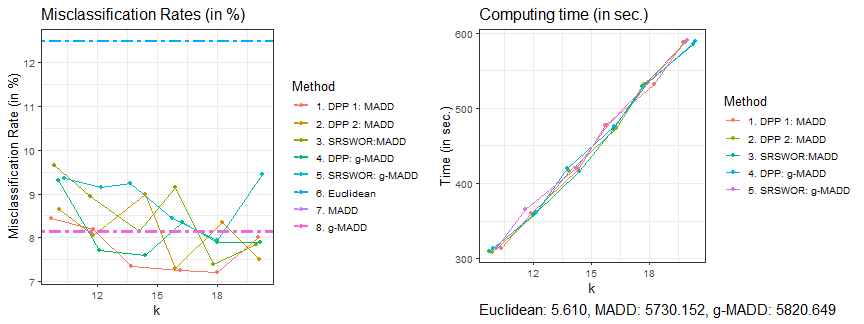 Misclassification Rates (in %)
Misclassification Rate (in %)
12
11
10
9
8
7
12
15
18
k
Method
1. DPP 1: MADD
2. DPP 2: MADD
3. SRSWOR:MADD
4. DPP: g-MADD
5. SRSWOR: g-MADD
6. Euclidean
7. MADD
8. g-MADD
Computing time (in sec.)
Time (in sec.)
600
500
400
300
12
15
18
k
Method
1. DPP 1: MADD
2. DPP 2: MADD
3. SRSWOR:MADD
4. DPP: g-MADD
5. SRSWOR: g-MADD
Euclidean: 5.610, MADD: 5730.152, g-MADD: 5820.649